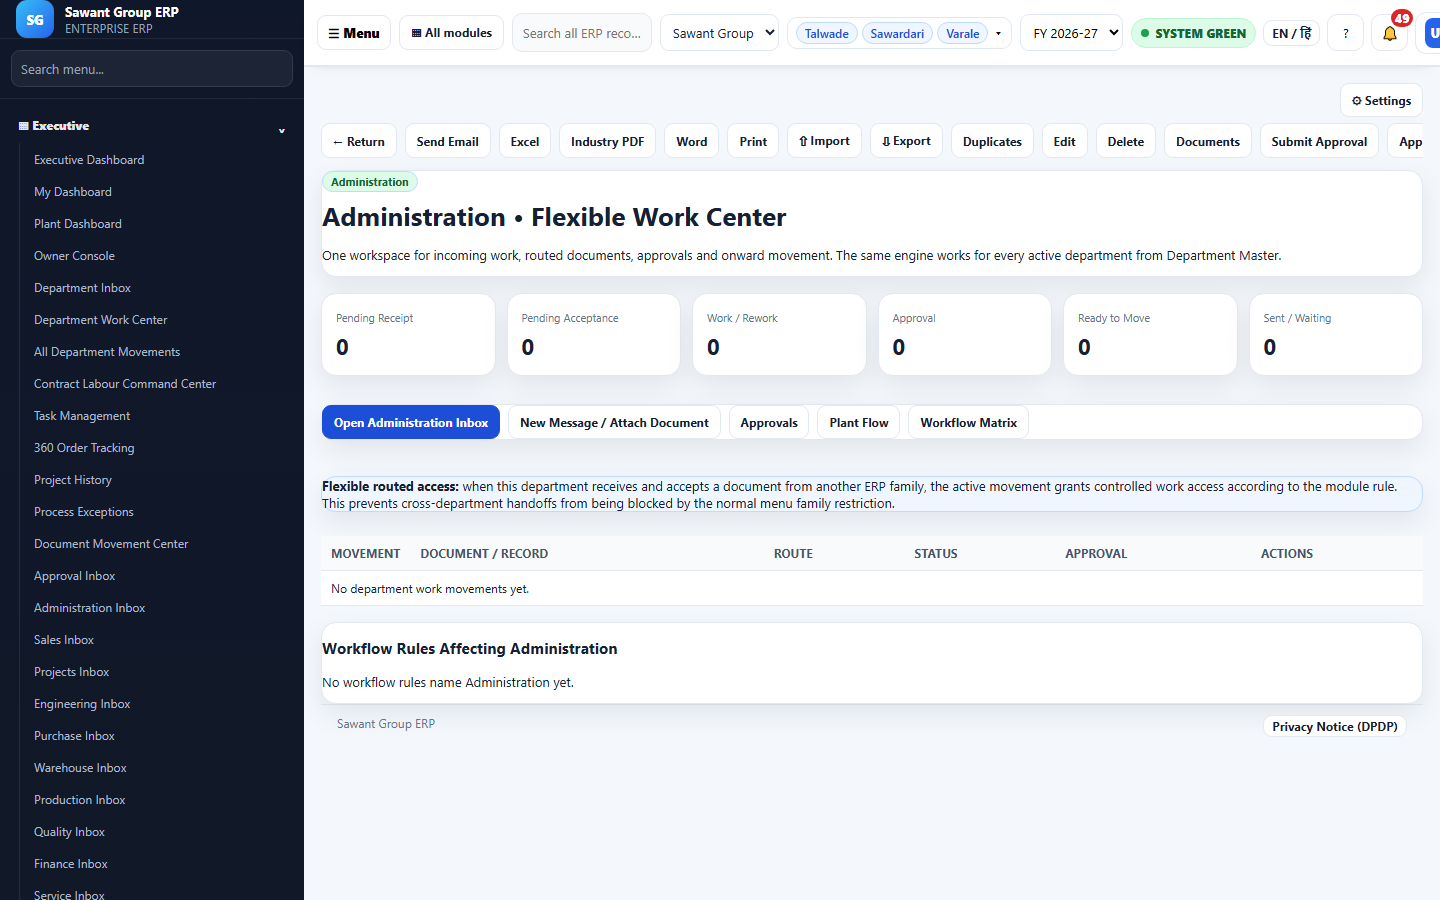 SG
Sawant Group ERP
ENTERPRISE ERP
Search menu...
Executive
Executive Dashboard
My Dashboard
Plant Dashboard
Owner Console
Department Inbox
Department Work Center
All Department Movements
Contract Labour Command Center
Task Management
360 Order Tracking
Project History
Process Exceptions
Document Movement Center
Approval Inbox
Administration Inbox
Sales Inbox
Projects Inbox
Engineering Inbox
Purchase Inbox
Warehouse Inbox
Production Inbox
Quality Inbox
Finance Inbox
Service Inbox
☰ Menu
All modules
Search all ERP reco...
Sawant Group
Talwade Sawardari Varale
FY 2026-27
SYSTEM GREEN
EN / हिं
?
49
U
⚙ Settings
← Return
Send Email
Excel
Industry PDF
Word
Print
⇧ Import
⇩ Export
Duplicates
Edit
Delete
Documents
Submit Approval
App
Administration
Administration • Flexible Work Center
One workspace for incoming work, routed documents, approvals and onward movement. The same engine works for every active department from Department Master.
Pending Receipt
0
Pending Acceptance
0
Work / Rework
0
Approval
0
Ready to Move
0
Sent / Waiting
0
Open Administration Inbox
New Message / Attach Document
Approvals
Plant Flow
Workflow Matrix
Flexible routed access: when this department receives and accepts a document from another ERP family, the active movement grants controlled work access according to the module rule.
This prevents cross-department handoffs from being blocked by the normal menu family restriction.
MOVEMENT DOCUMENT / RECORD ROUTE STATUS APPROVAL ACTIONS
No department work movements yet.
Workflow Rules Affecting Administration
No workflow rules name Administration yet.
Sawant Group ERP
Privacy Notice (DPDP)